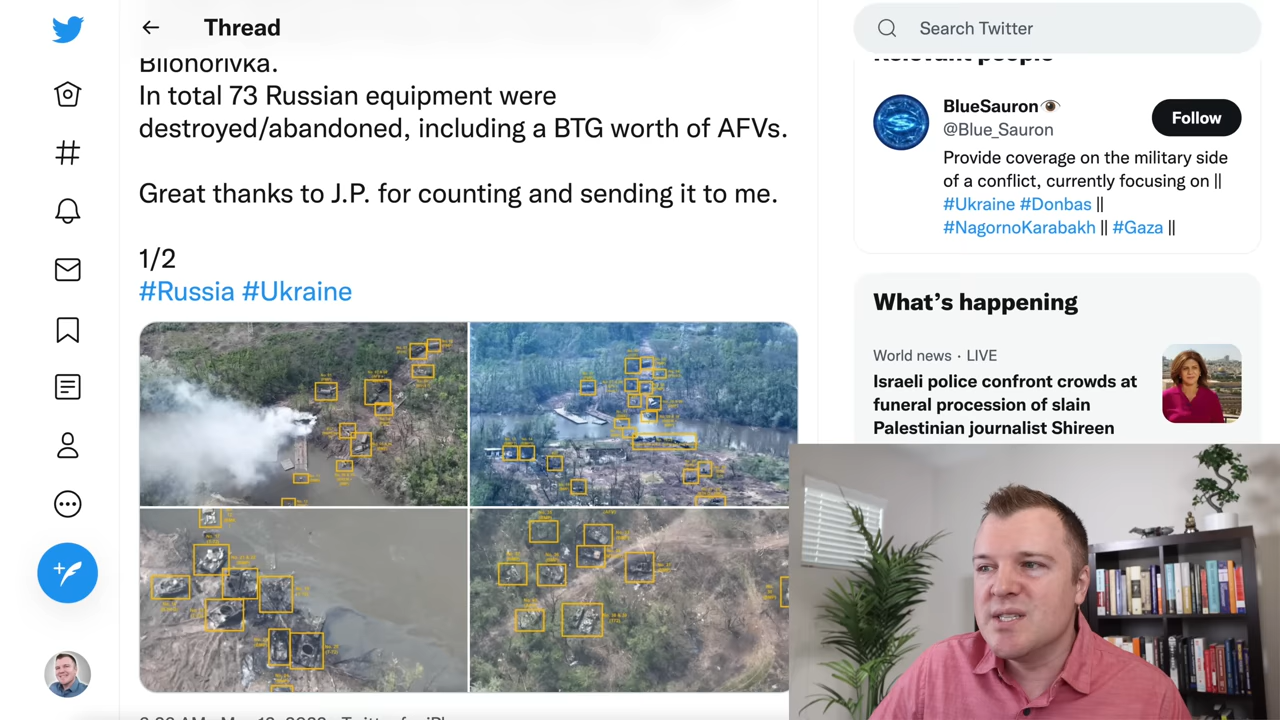 Thread
Bilohorivka.
In total 73 Russian equipment were
destroyed/abandoned, including a BTG worth of AFVs.
Great thanks to J.P. for counting and sending it to me.
1/2
#Russia #Ukraine
Search Twitter
Relevant people
BlueSauron
@Blue_Sauron
Follow
Provide coverage on the military side
of a conflict, currently focusing on ||
#Ukraine #Donbas ||
#NagornoKarabakh || #Gaza ||
What's happening
World news · LIVE
Israeli police confront crowds at
funeral procession of slain
Palestinian journalist Shireen